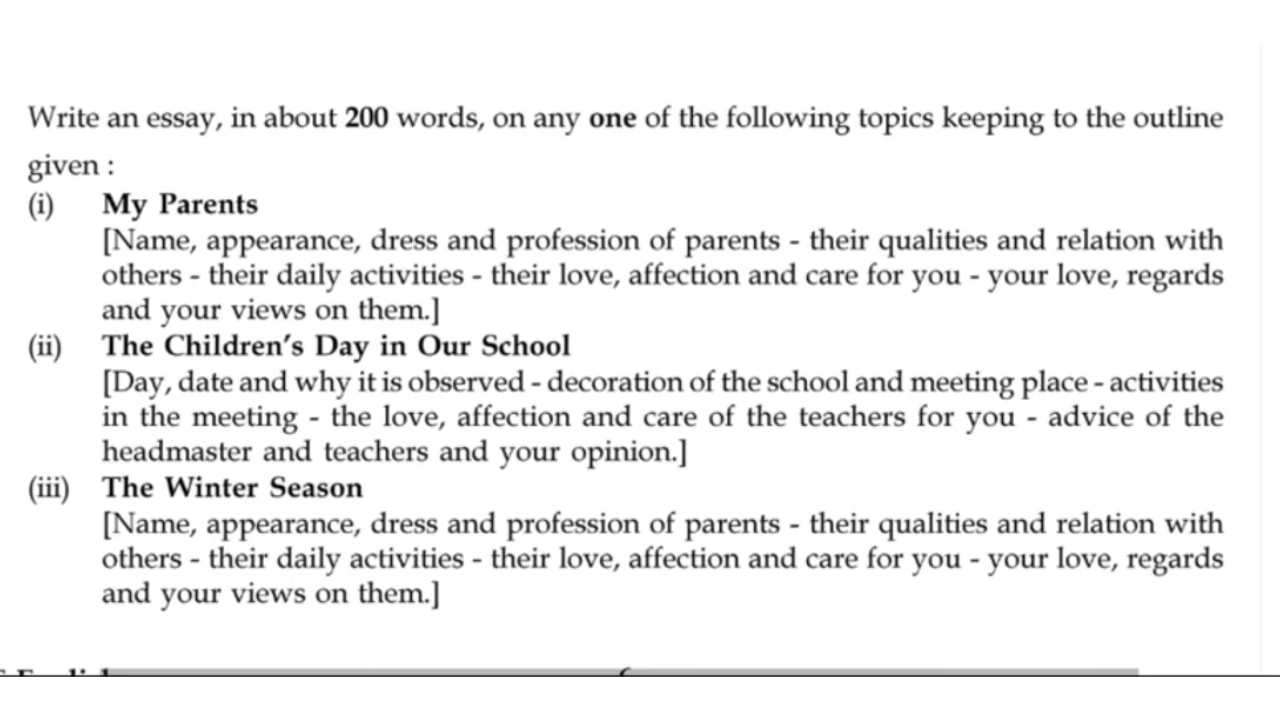 Write an essay, in about 200 words, on any one of the following topics keeping to the outline
given :
(i) My Parents
[Name, appearance, dress and profession of parents - their qualities and relation with
others - their daily activities - their love, affection and care for you - your love, regards
and your views on them.]
(ii) The Children's Day in Our School
[Day, date and why it is observed - decoration of the school and meeting place - activities
in the meeting - the love, affection and care of the teachers for you - advice of the
headmaster and teachers and your opinion.]
(iii) The Winter Season
[Name, appearance, dress and profession of parents - their qualities and relation with
others - their daily activities - their love, affection and care for you - your love, regards
and your views on them.]